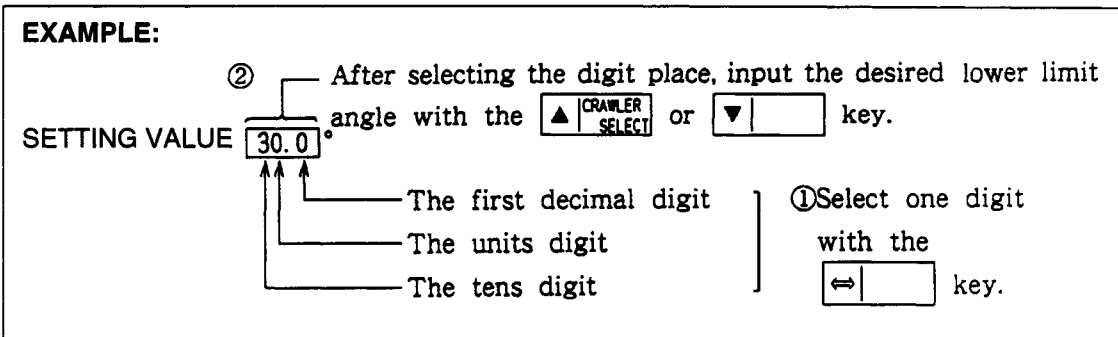 EXAMPLE:
② After selecting the digit place, input the desired lower limit
angle with the ▲ CRAWLER SELECT or ▼ key.
SETTING VALUE 30.0°
The first decimal digit
The units digit
The tens digit
①Select one digit
with the
⇔ key.